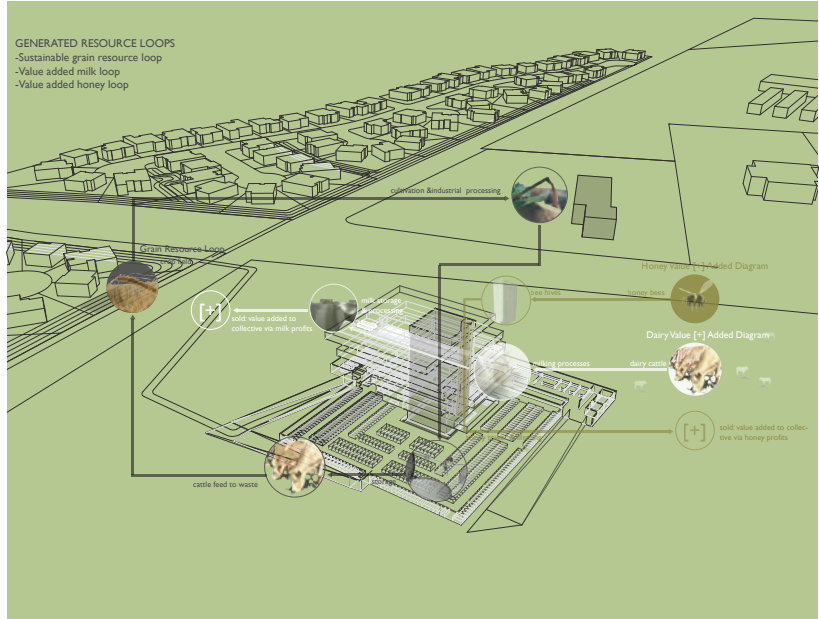 GENERATED RESOURCE LOOPS
-Sustainable grain resource loop
-Value added milk loop
-Value added honey loop
cultivation &industrial processing
Grain Resource Loop
Honey Value [+] Added Diagram
bee hives
honey bees
milk storage
& processing
[+]
sold: value added to
collective via milk profits
Dairy Value [+] Added Diagram
milking processes
dairy cattle
[+]
sold: value added to collec-
tive via honey profits
cattle feed to waste
storage